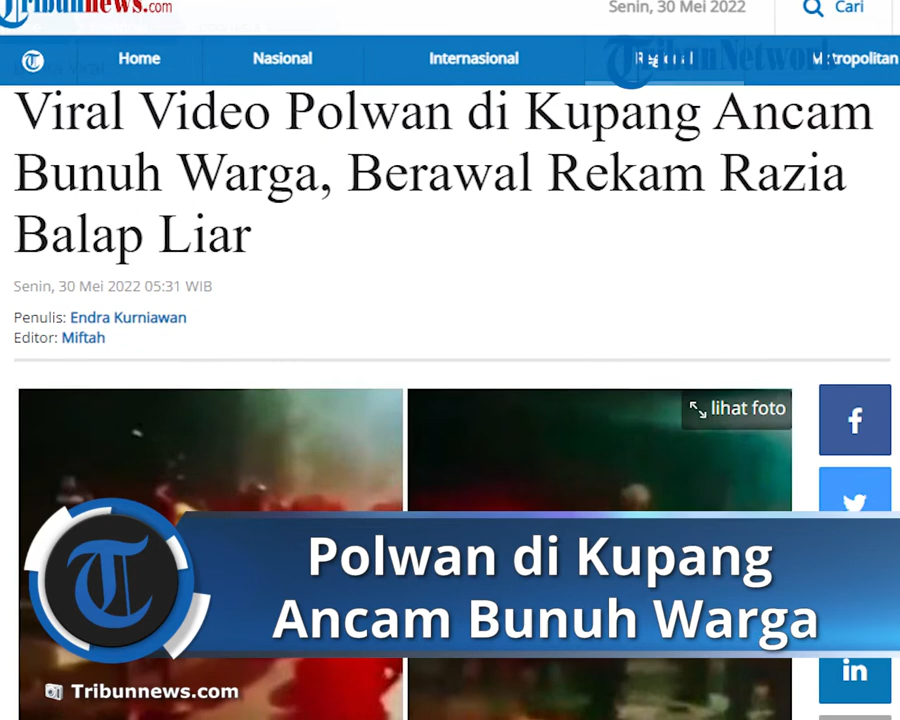 Tribunnews.com
Senin, 30 Mei 2022
Cari
Home
Nasional
Internasional
Regional
Metropolitan
TribunNetwork
Viral Video Polwan di Kupang Ancam
Bunuh Warga, Berawal Rekam Razia
Balap Liar
Senin, 30 Mei 2022 05:31 WIB
Penulis: Endra Kurniawan
Editor: Miftah
lihat foto
f
T
Polwan di Kupang
Ancam Bunuh Warga
in
Tribunnews.com